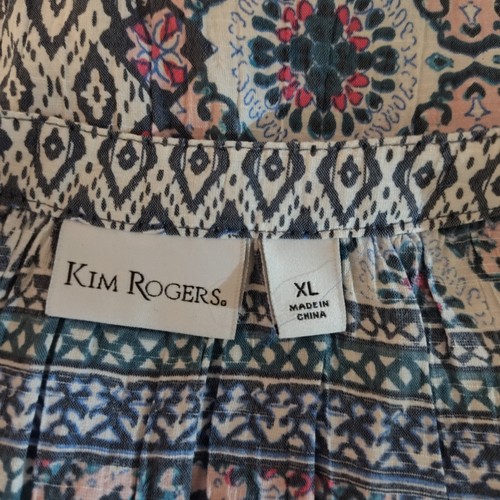 KIM ROGERS®
XL
MADE IN
CHINA